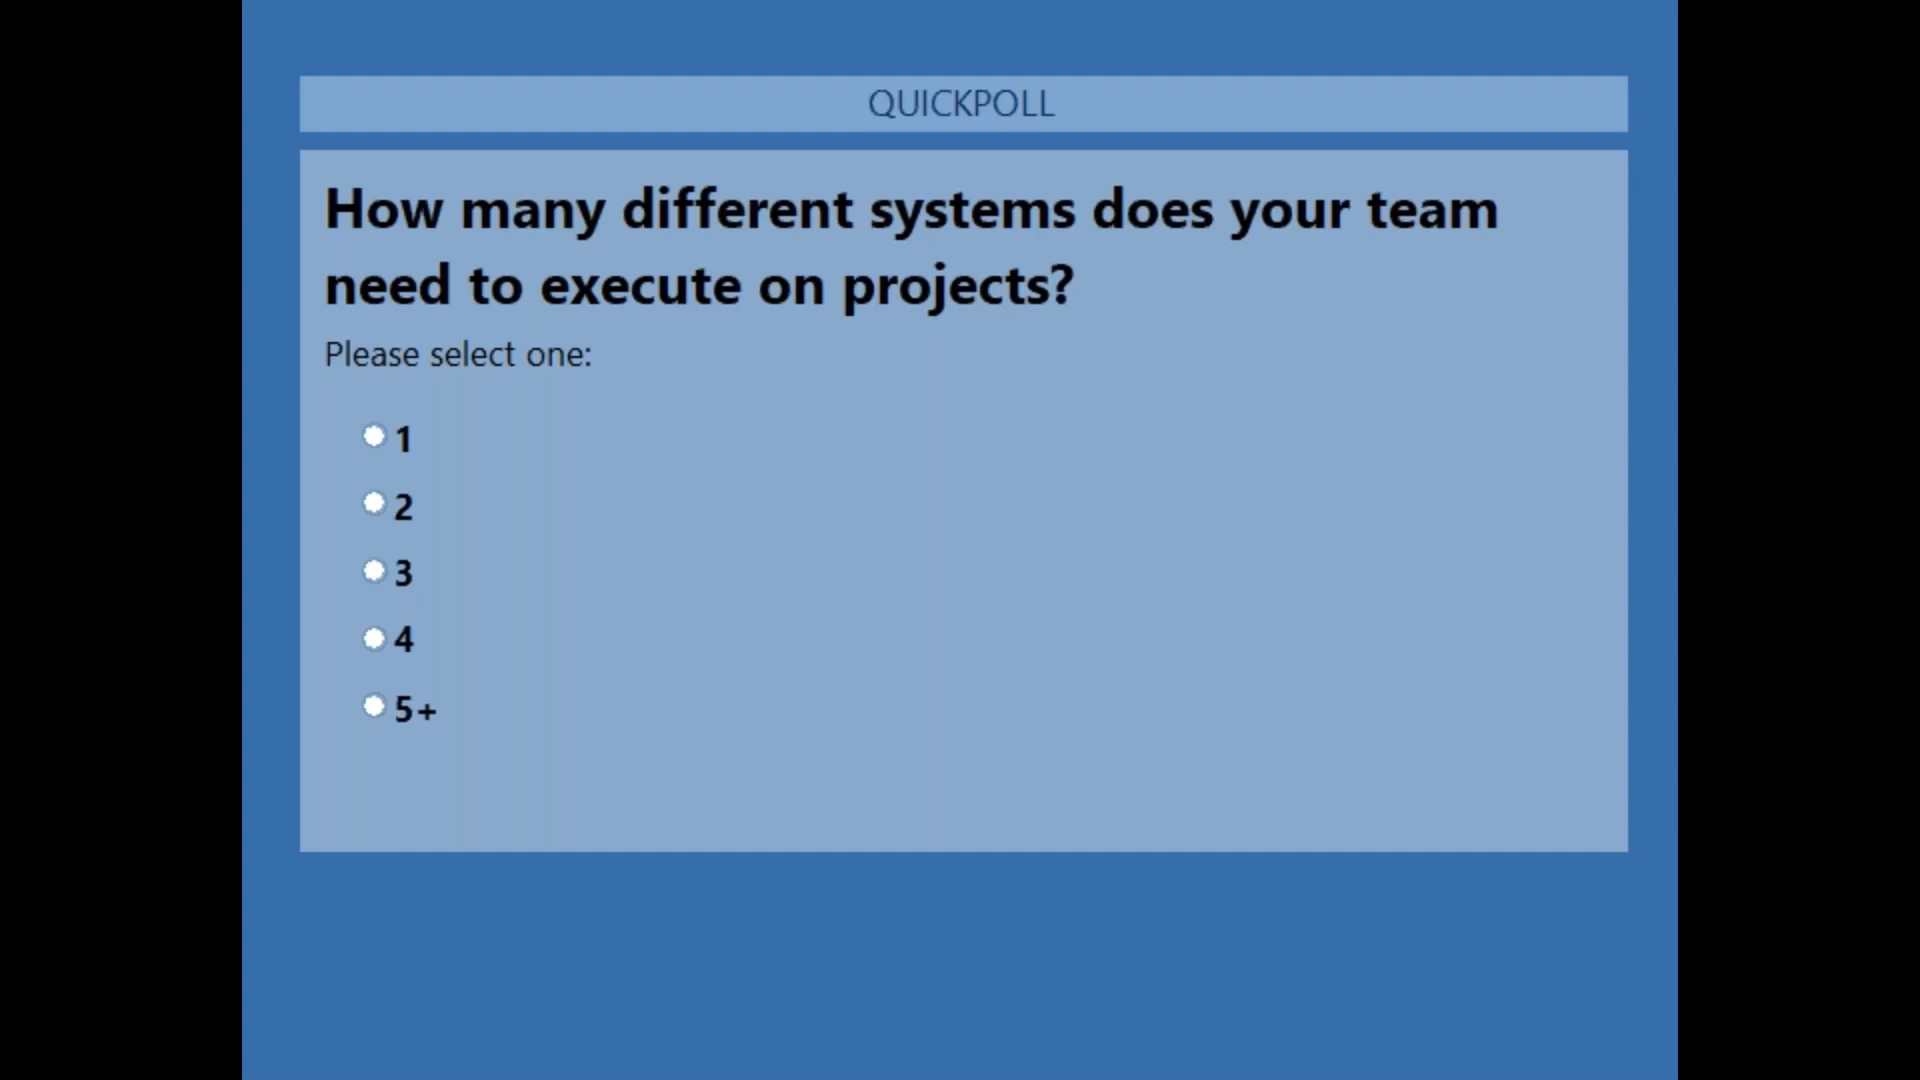 QUICKPOLL
How many different systems does your team
need to execute on projects?
Please select one:
1
2
3
4
5+